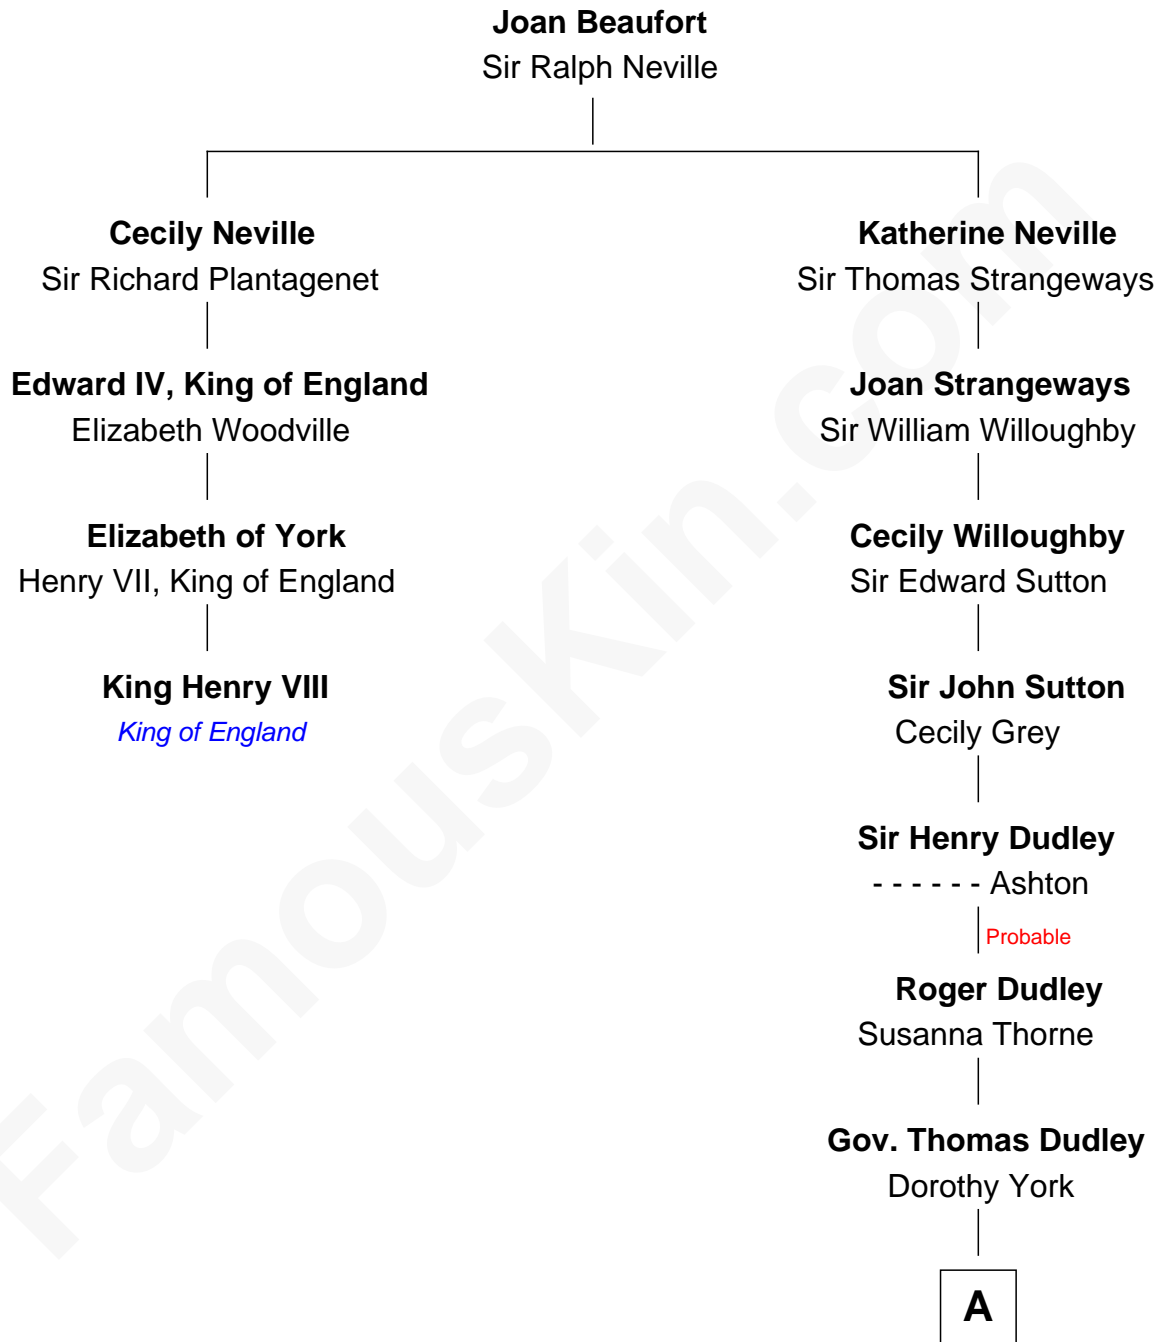 Joan Beaufort
Sir Ralph Neville
Cecily Neville
Sir Richard Plantagenet
Katherine Neville
Sir Thomas Strangeways
Edward IV, King of England
Elizabeth Woodville
Joan Strangeways
Sir William Willoughby
Elizabeth of York
Henry VII, King of England
Cecily Willoughby
Sir Edward Sutton
King Henry VIII
King of England
Sir John Sutton
Cecily Grey
Sir Henry Dudley
- - - - - - Ashton
Probable
Roger Dudley
Susanna Thorne
Gov. Thomas Dudley
Dorothy York
A
FamousKin.com